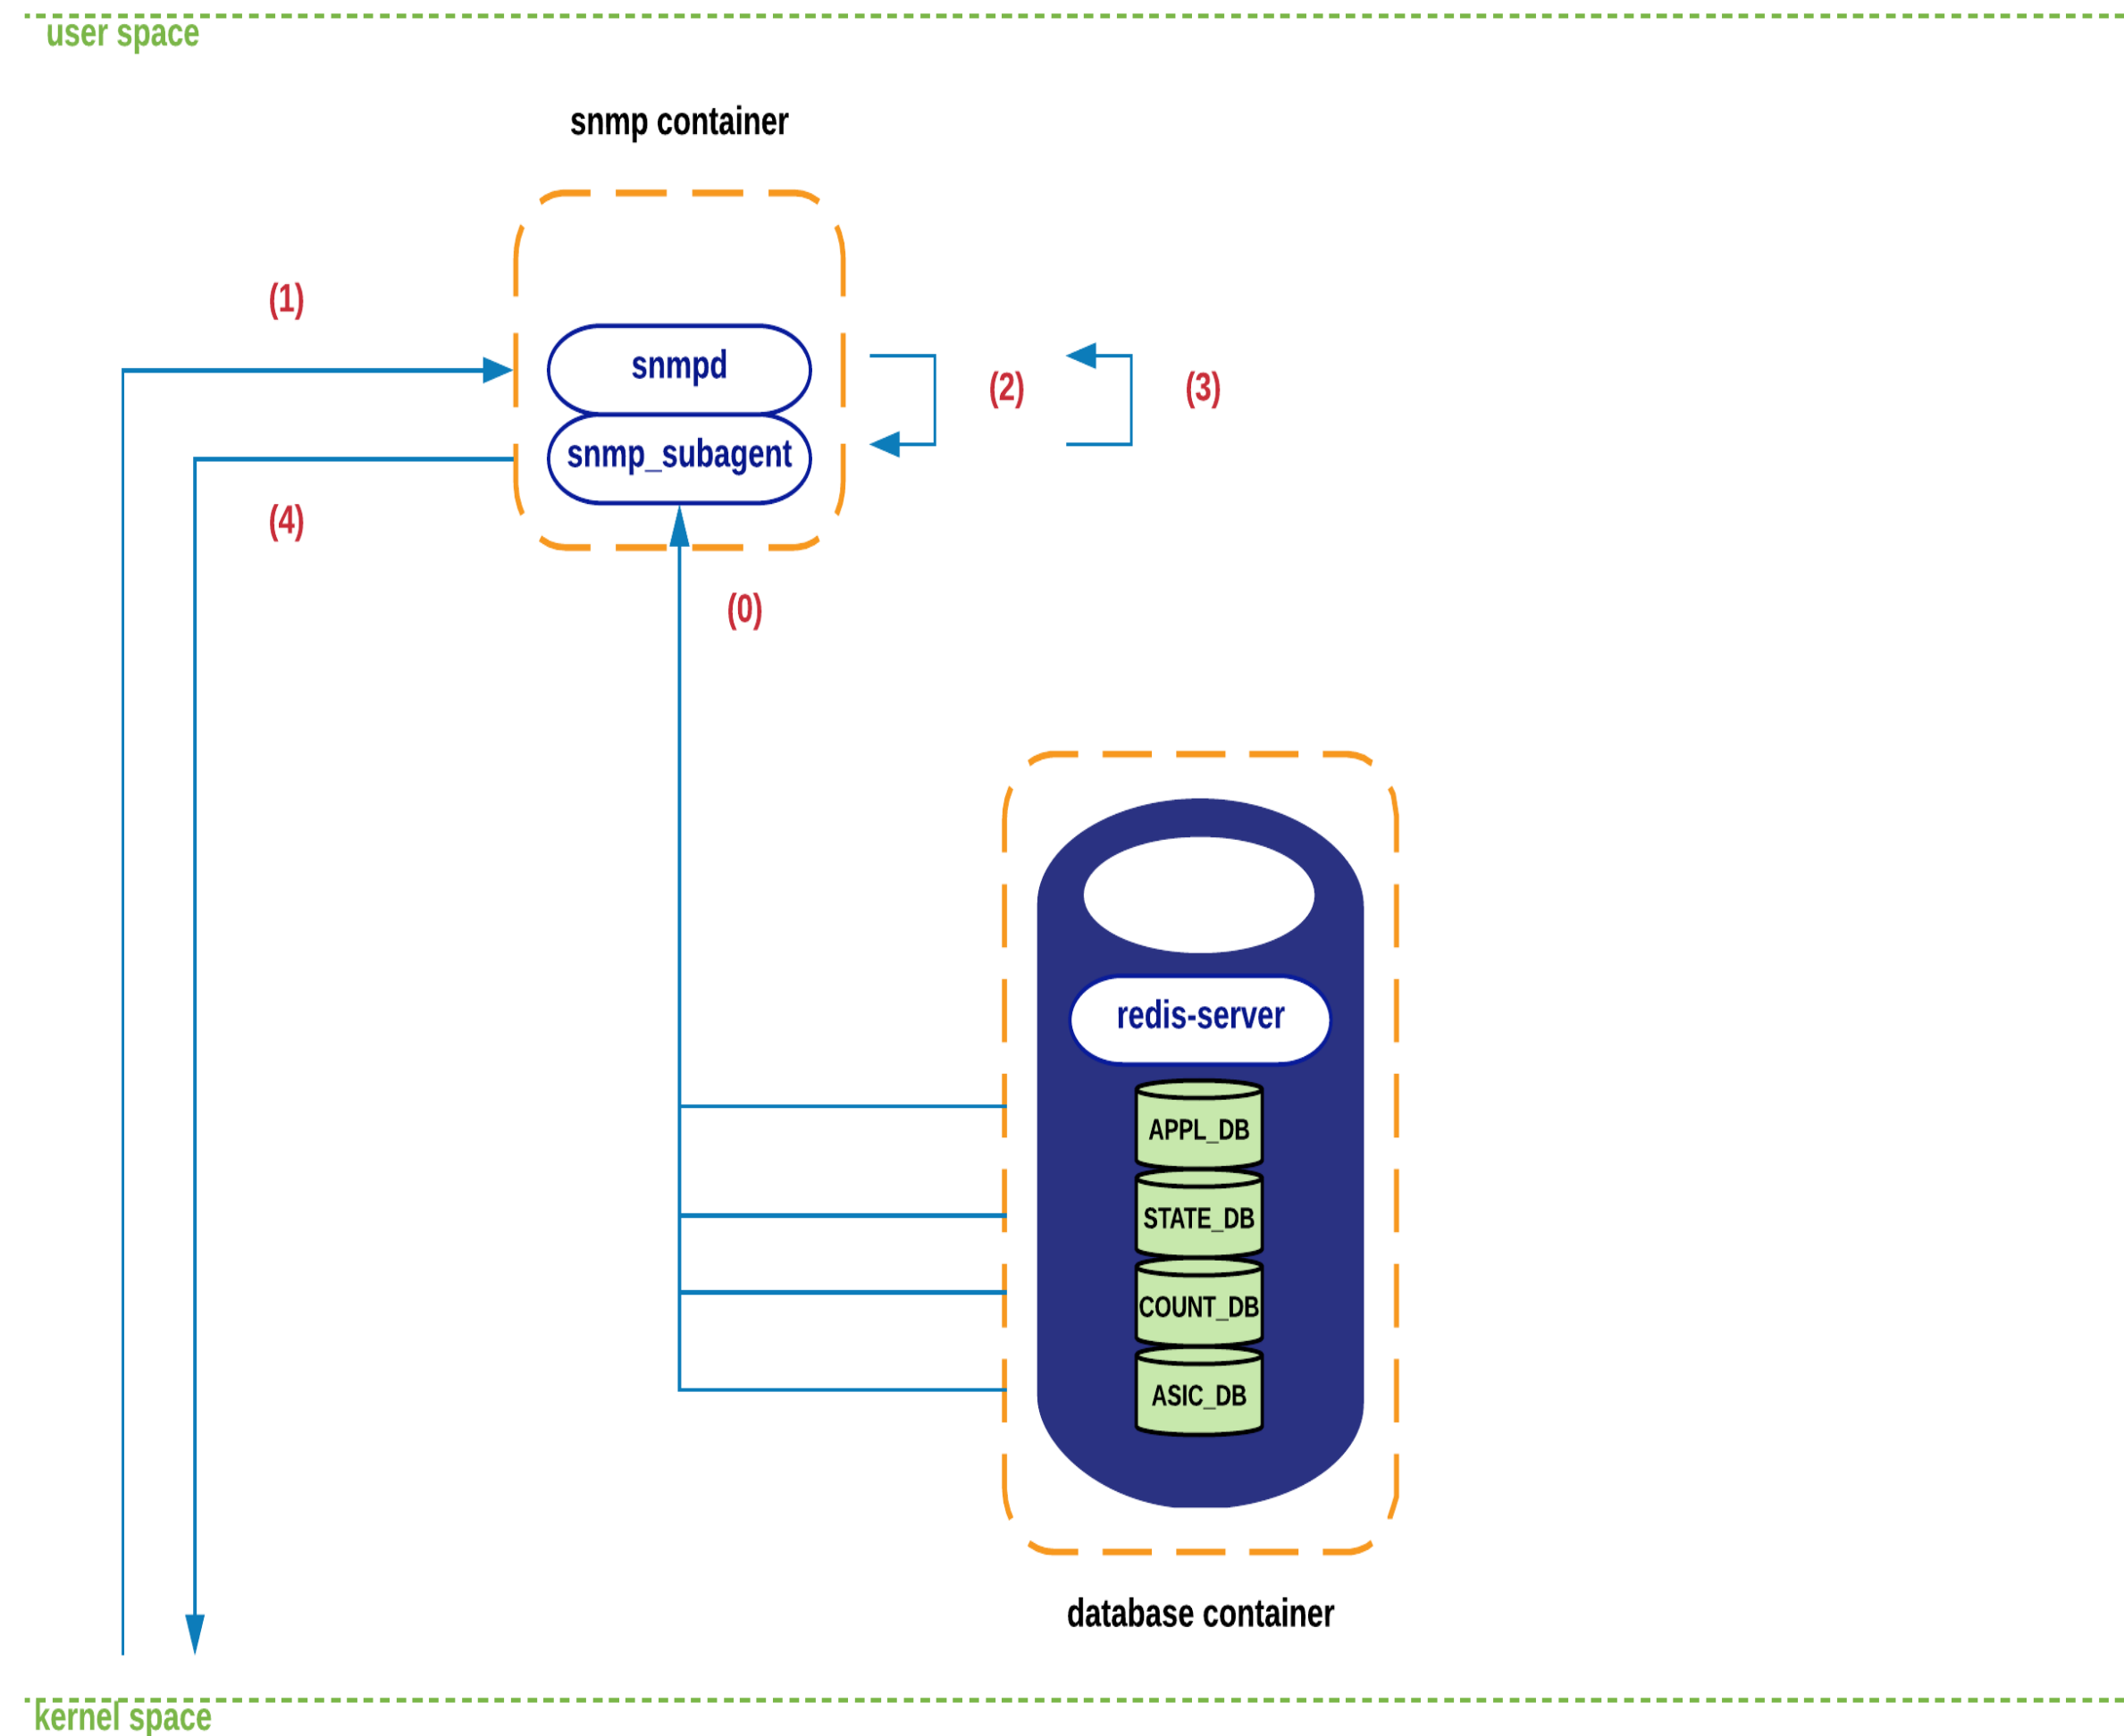 user space
snmp container
(1)
snmpd
(2)
(3)
snmp_subagent
(4)
(0)
redis-server
APPL_DB
STATE_DB
COUNT_DB
ASIC_DB
database container
kernel space